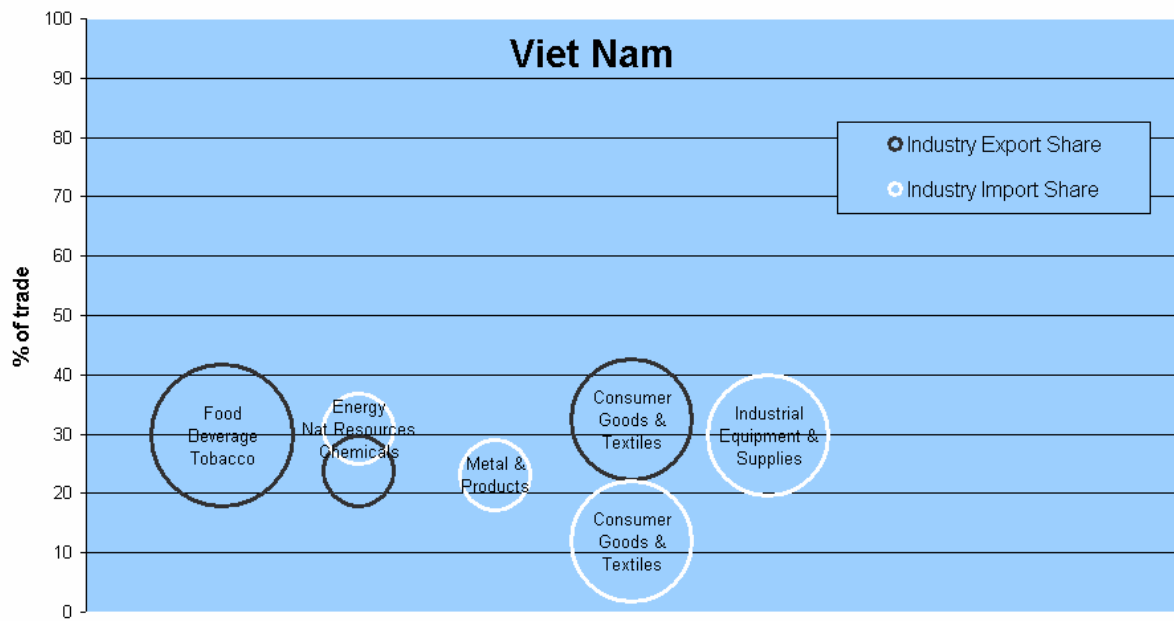 Viet Nam
% of trade
100
90
80
70
60
50
40
30
20
10
0
Industry Export Share
Industry Import Share
Food
Deverage
Tobacco
Energy
Nat Resources
Chemicals
Metal &
Products
Consumer
Goods &
Textiles
Industrial
Equipment &
Supplies
Consumer
Goods &
Textiles